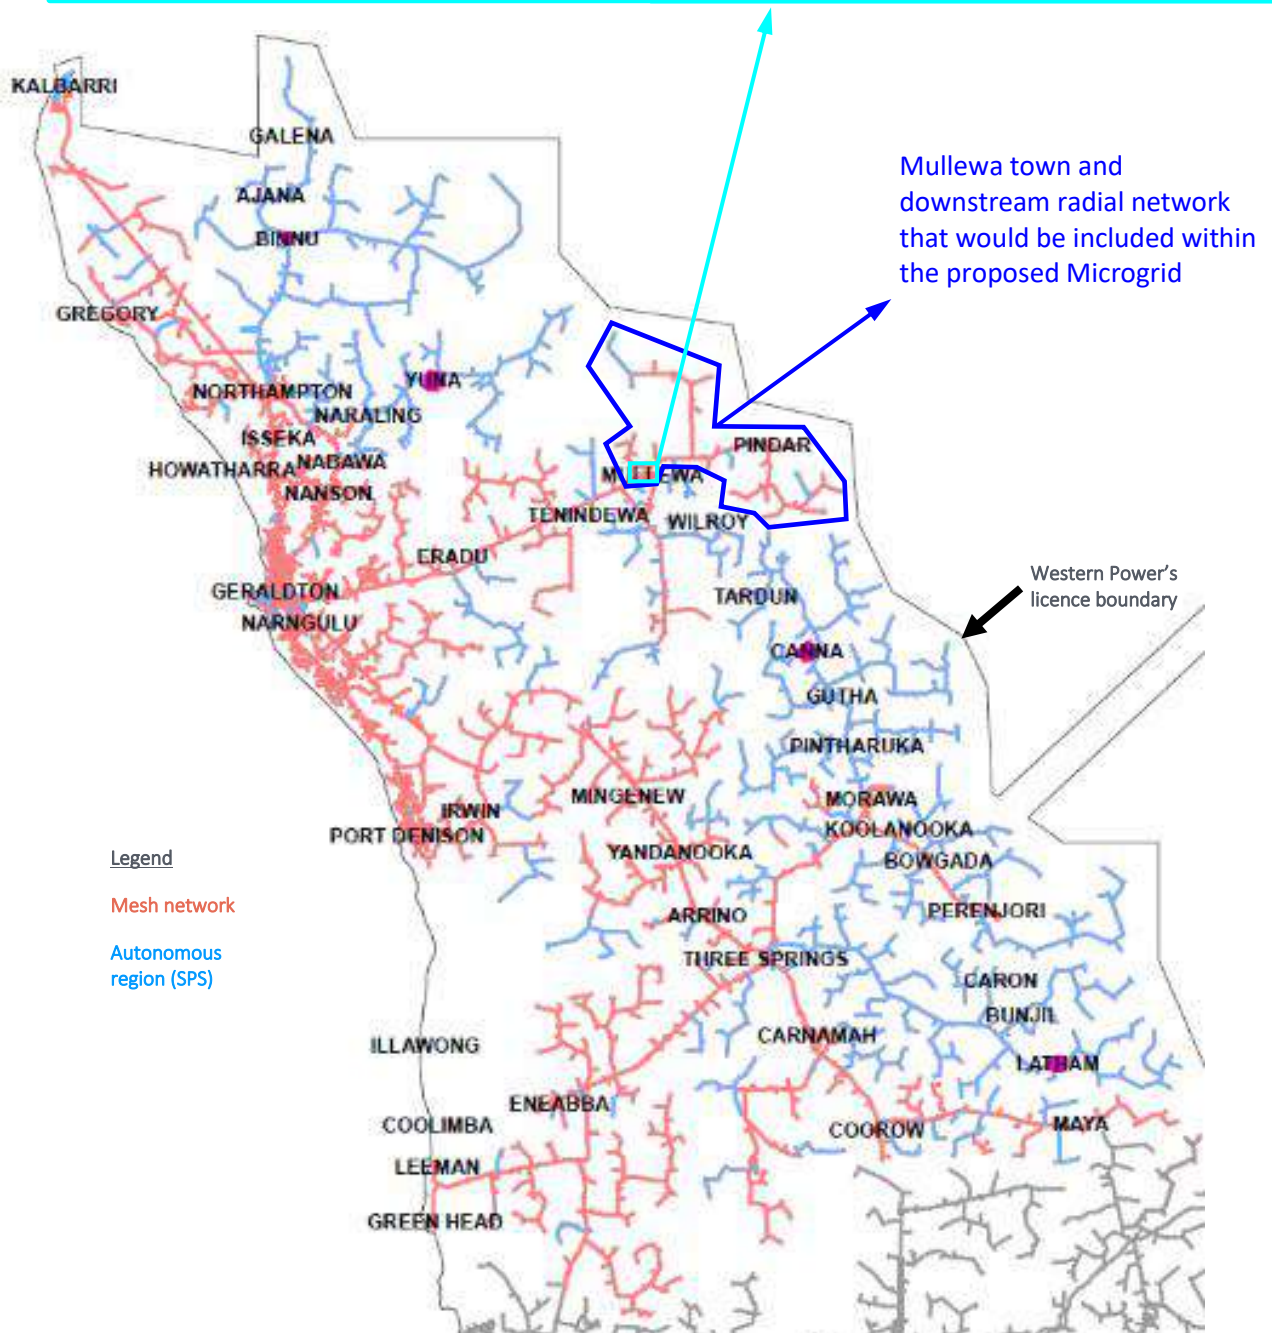 KALBARRI
GALENA
Mullewa town and
downstream radial network
that would be included within
the proposed Microgrid
AJANA
BINNU
GREGORY
YUNA
NORTHAMPTON
NARALING
ISSEKA
NABAWA
HOWATHARRA
NANSON
PINDAR
MULLEWA
TENINDEWA
WILROY
ERADU
Western Power's
licence boundary
GERALDTON
NARNGULU
TARDUN
CANNA
GUTHA
PINTHARUKA
MINGENEW
MORAWA
IRWIN
KOOLANOOKA
PORT DENISON
YANDANOOKA
BOWGADA
Legend
Mesh network
Autonomous
region (SPS)
ARRINO
PERENJORI
THREE SPRINGS
CARON
BUNJIL
CARNAMAH
ILLAWONG
LATHAM
ENEABBA
COOLIMBA
COOROW
MAYA
LEEMAN
GREEN HEAD